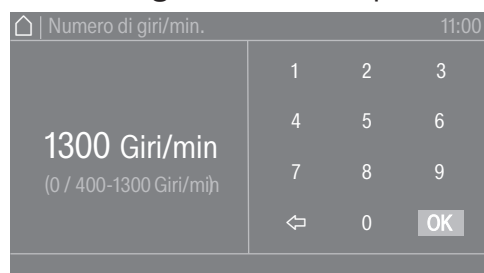 | Numero di giri/min. 11:00
1 2 3
4 5 6
1300 Giri/min
(0 / 400-1300 Giri/min)
7 8 9
0 OK